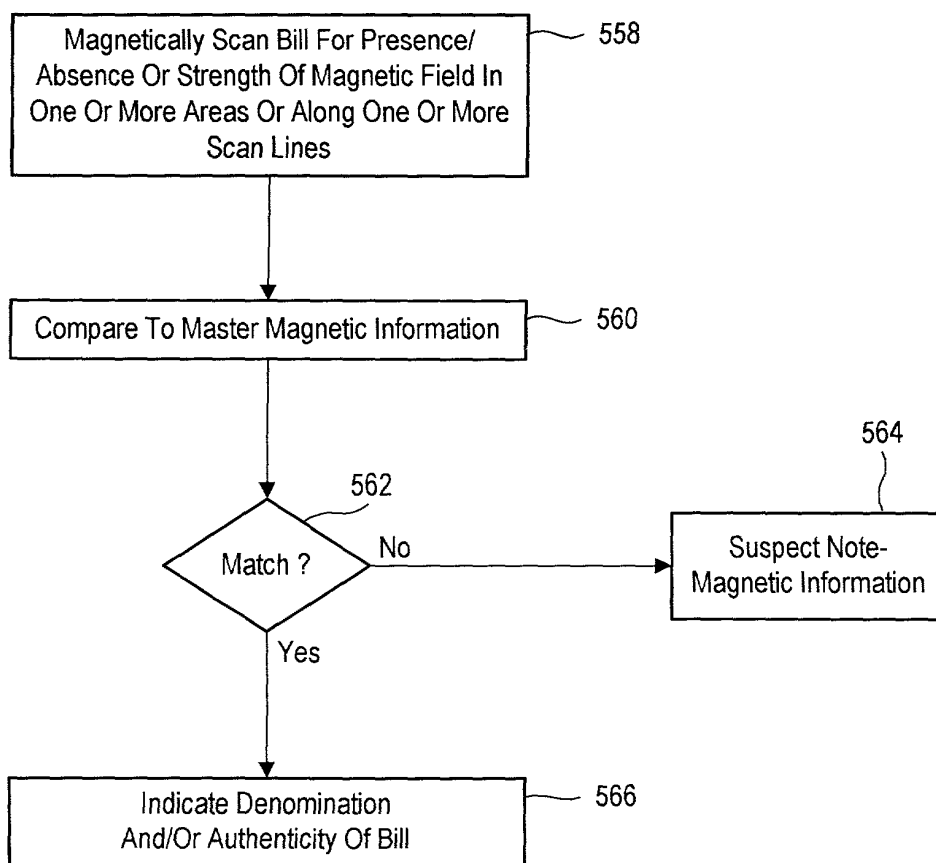 Magnetically Scan Bill For Presence/
Absence Or Strength Of Magnetic Field In
One Or More Areas Or Along One Or More
Scan Lines
558
Compare To Master Magnetic Information
560
562
Match ?
No
564
Suspect Note-
Magnetic Information
Yes
Indicate Denomination
And/Or Authenticity Of Bill
566